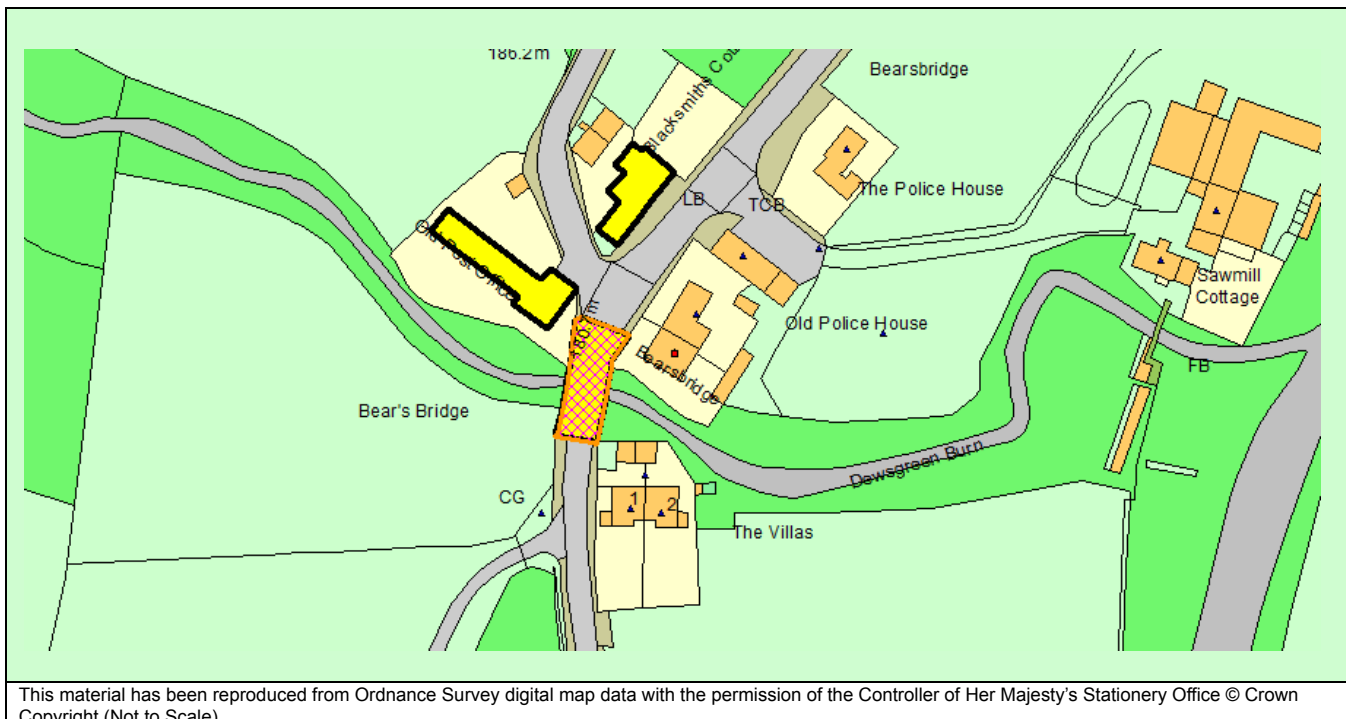 186.2m
Bearsbridge
Blacksmiths
LB
TCB
The Police House
Old Post Office
Sawmill
Cottage
Old Police House
Bearsbridge
FB
Bear's Bridge
Dewsgreen Burn
CG
1
2
The Villas
This material has been reproduced from Ordnance Survey digital map data with the permission of the Controller of Her Majesty's Stationery Office © Crown
Copyright (Not to Scale)